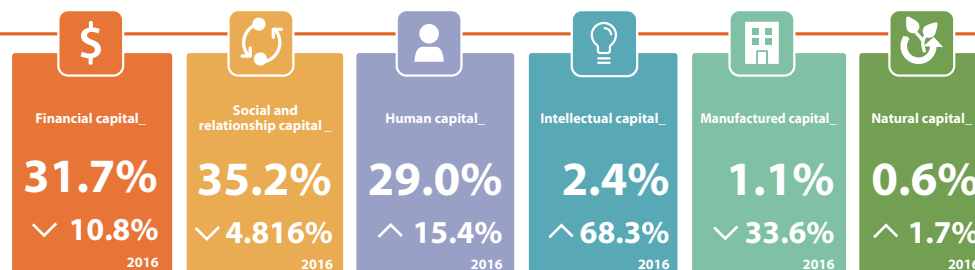 $
Financial capital_
31.7%
10.8%
2016
Social and
relationship capital _
35.2%
4.816%
2016
Human capital_
29.0%
15.4%
2016
Intellectual capital_
2.4%
68.3%
2016
Manufactured capital_
1.1%
33.6%
2016
Natural capital_
0.6%
1.7%
2016